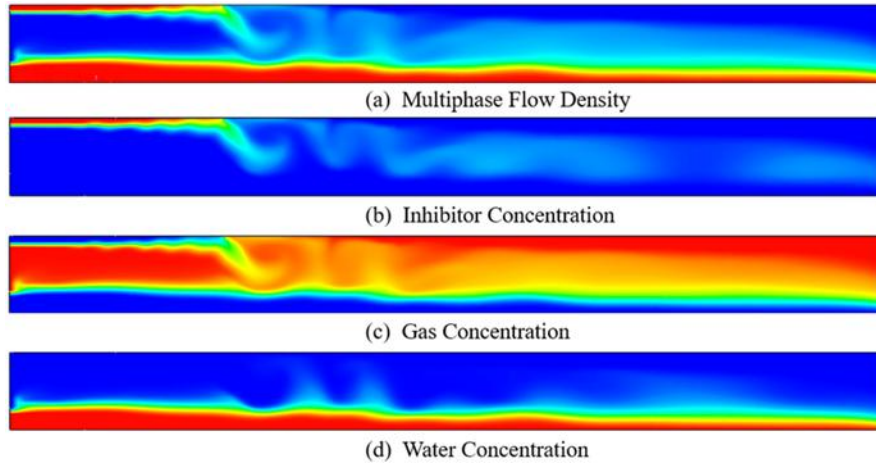 (a) Multiphase Flow Density
(b) Inhibitor Concentration
(c) Gas Concentration
(d) Water Concentration